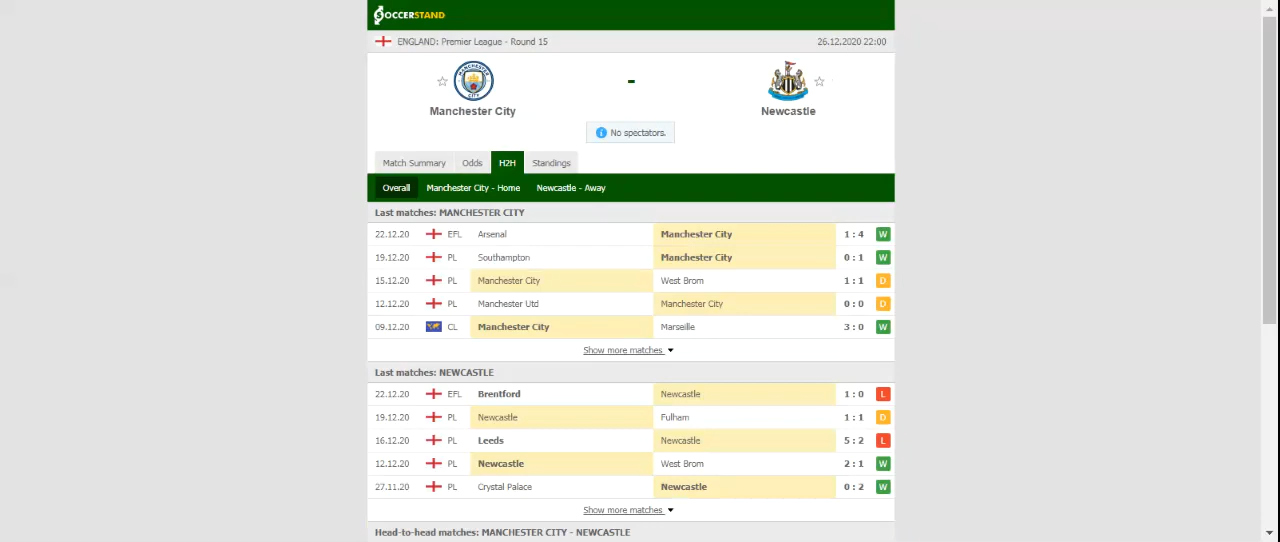 SOCCERSTAND
ENGLAND: Premier League - Round 15 26.12.2020 22:00
Manchester City - Newcastle
No spectators.
Match Summary Odds H2H Standings
Overall Manchester City - Home Newcastle - Away
Last matches: MANCHESTER CITY
22.12.20 EFL Arsenal Manchester City 1 : 4 W
19.12.20 PL Southampton Manchester City 0 : 1 W
15.12.20 PL Manchester City West Brom 1 : 1 D
12.12.20 PL Manchester Utd Manchester City 0 : 0 D
09.12.20 CL Manchester City Marseille 3 : 0 W
Show more matches
Last matches: NEWCASTLE
22.12.20 EFL Brentford Newcastle 1 : 0 L
19.12.20 PL Newcastle Fulham 1 : 1 D
16.12.20 PL Leeds Newcastle 5 : 2 L
12.12.20 PL Newcastle West Brom 2 : 1 W
27.11.20 PL Crystal Palace Newcastle 0 : 2 W
Show more matches
Head-to-head matches: MANCHESTER CITY - NEWCASTLE